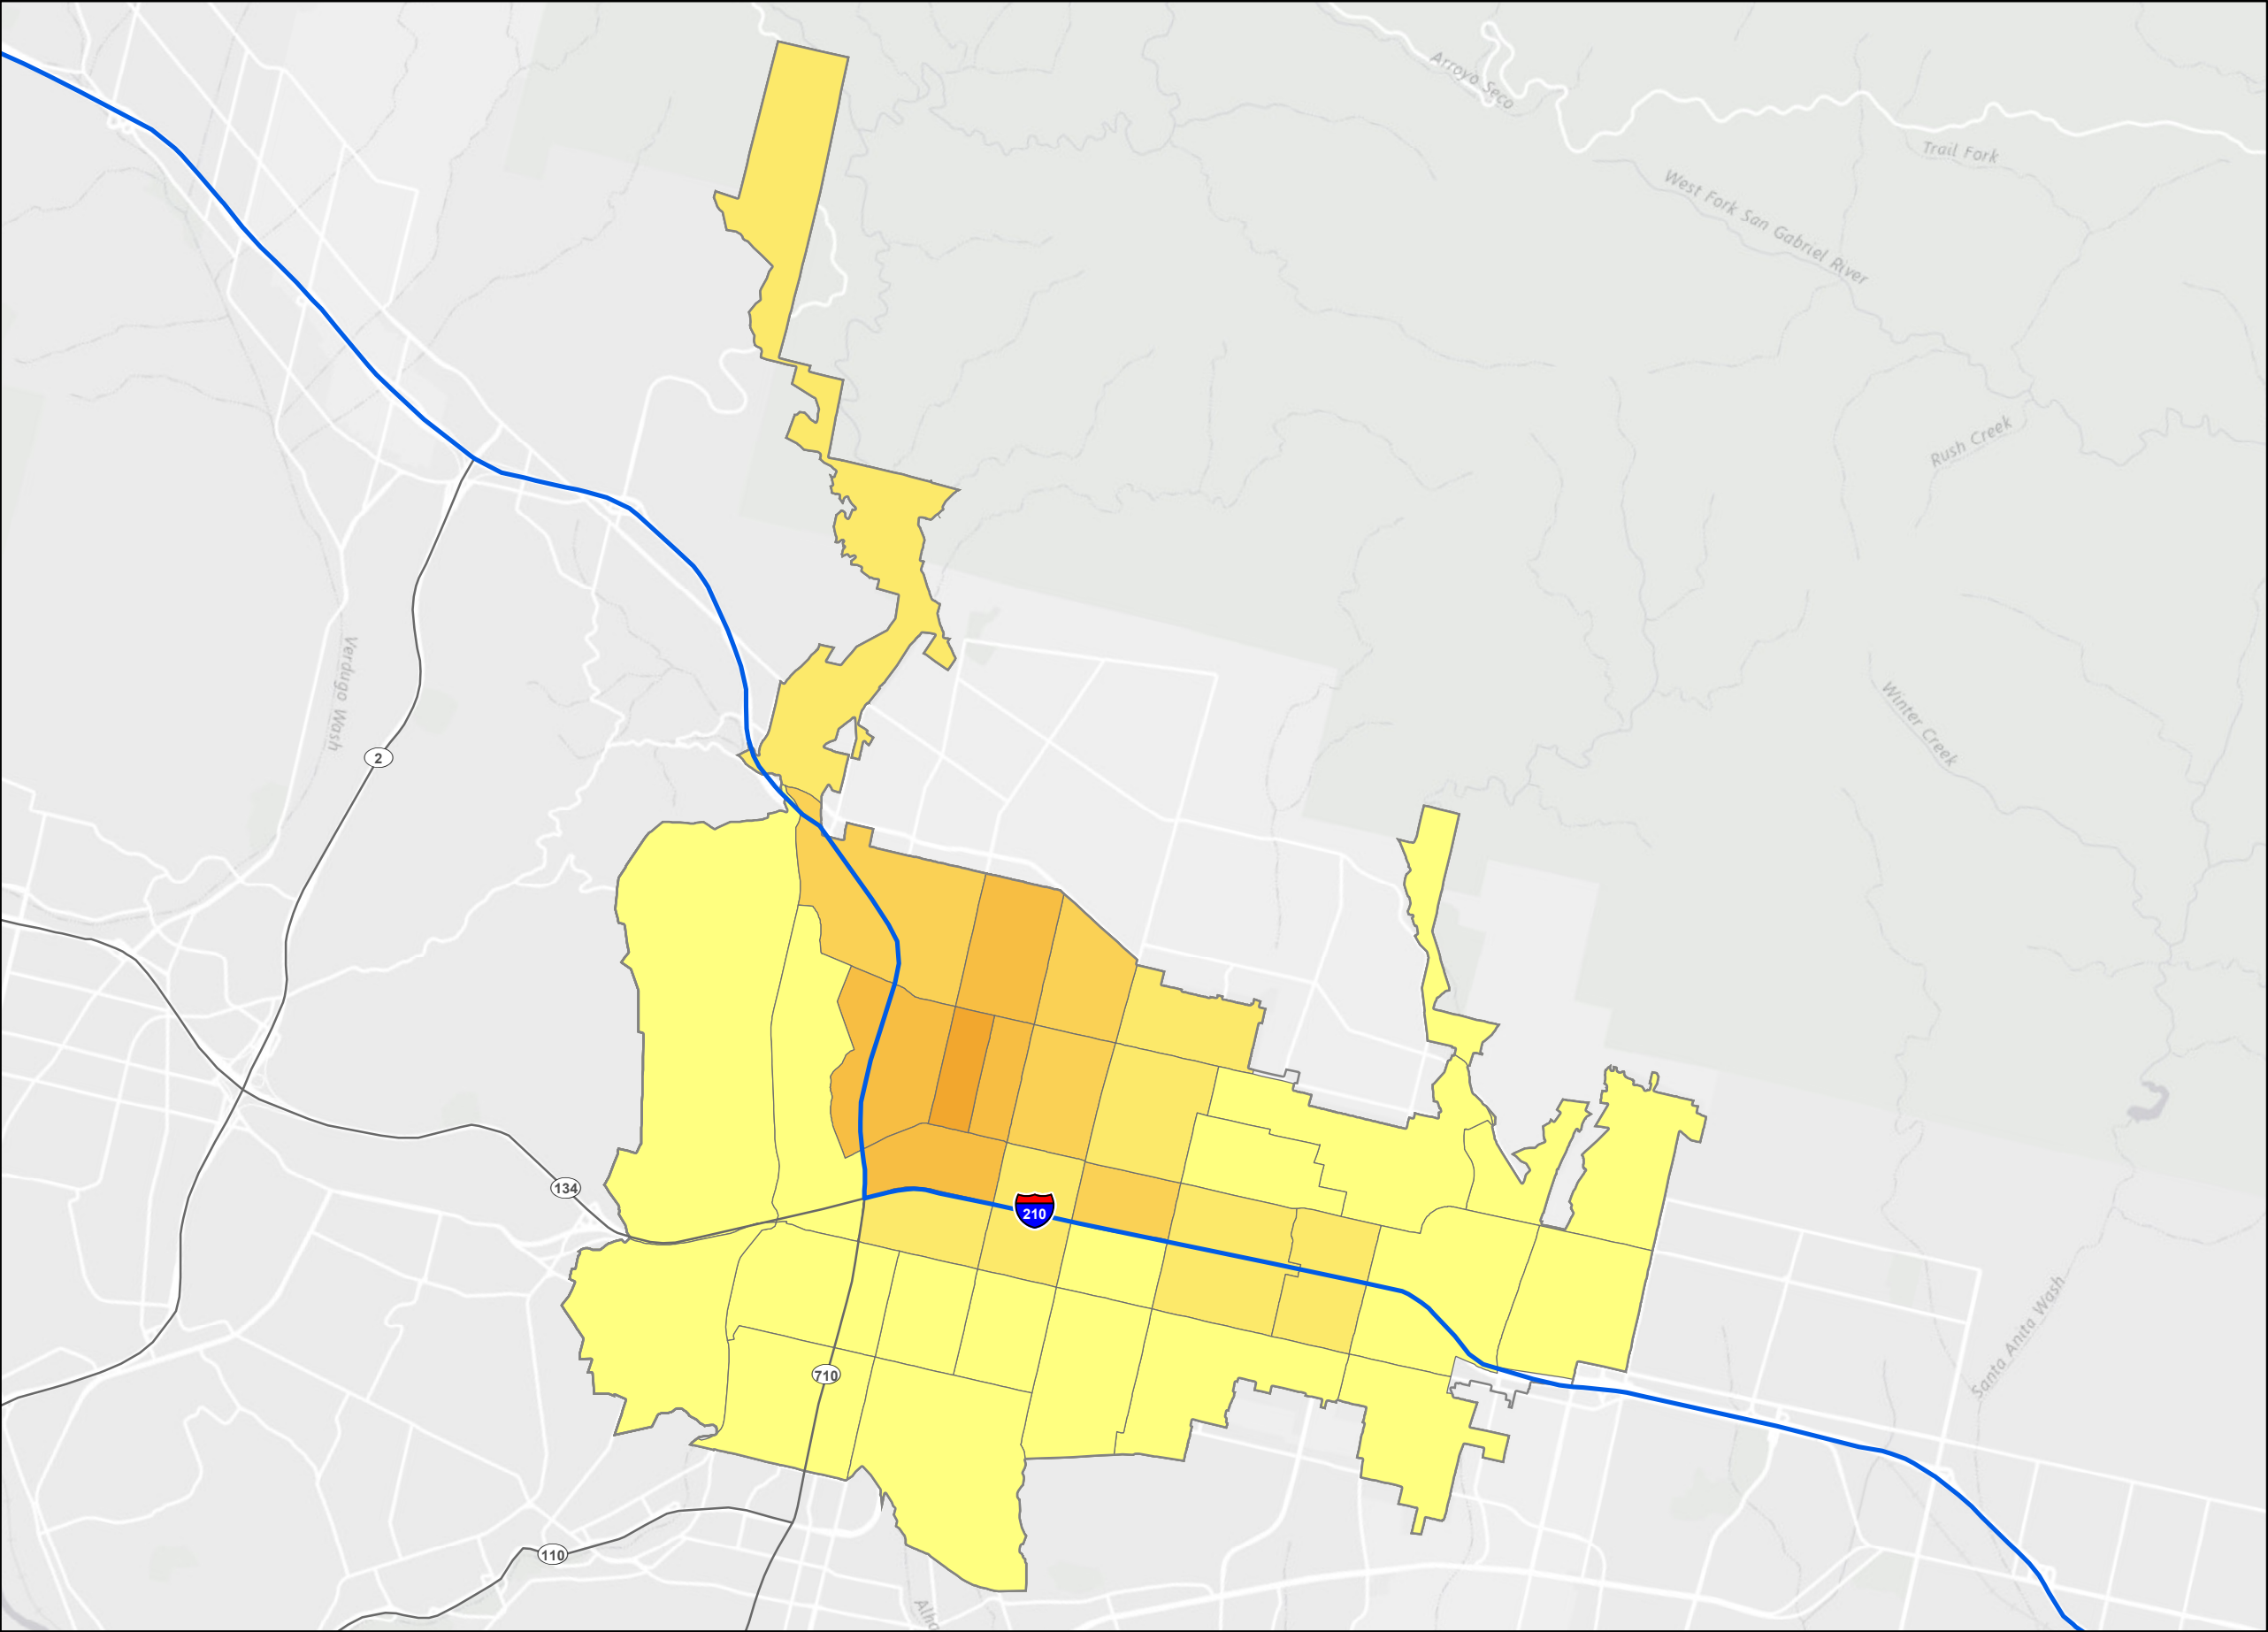 Arroyo Seco
Trail Fork
West Fork San Gabriel River
Rush Creek
Verdugo Wash
Winter Creek
2
134
210
Santa Anita Wash
710
110
Alho